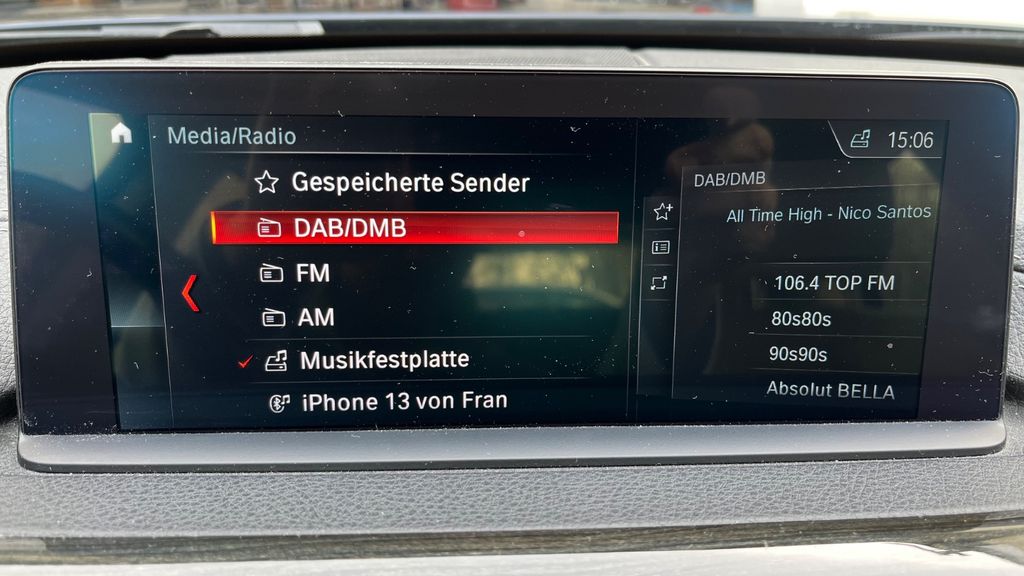 Media/Radio
15:06
Gespeicherte Sender
DAB/DMB
FM
AM
Musikfestplatte
iPhone 13 von Fran
DAB/DMB
All Time High - Nico Santos
106.4 TOP FM
80s80s
90s90s
Absolut BELLA